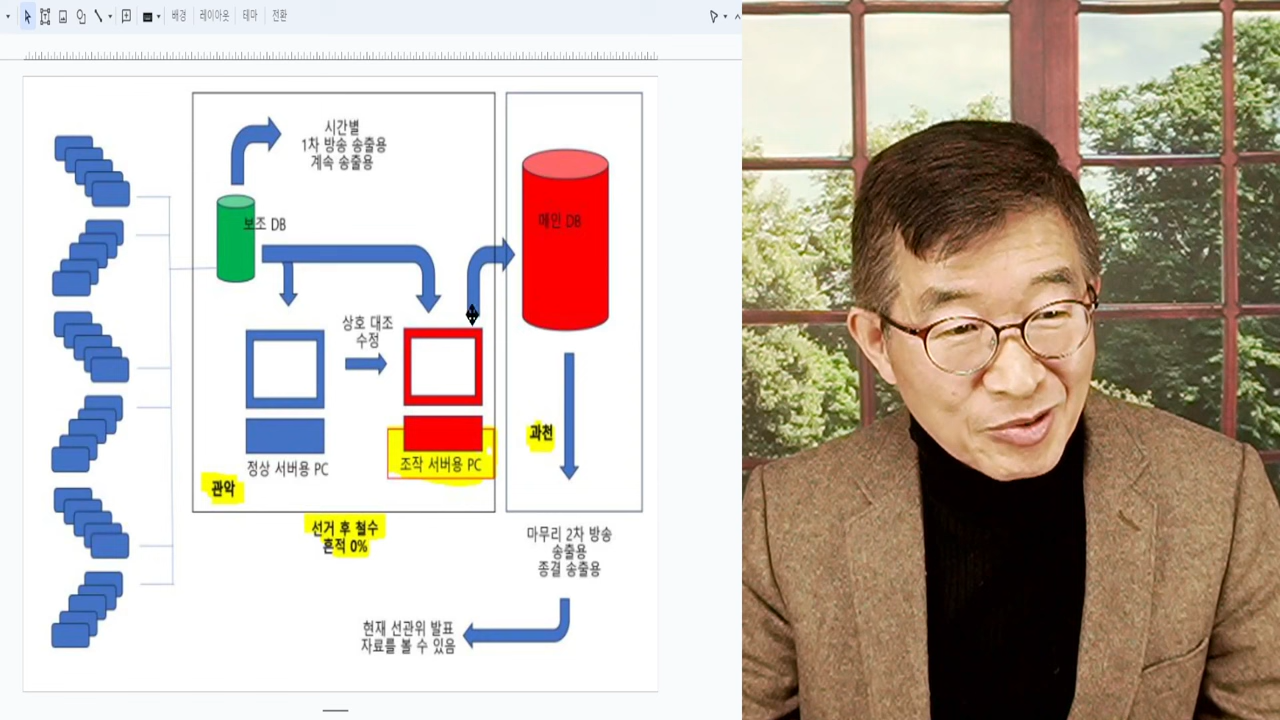 배경 레이아웃 테마 전환
시간별
1차 방송 송출용
계속 송출용
보조 DB
메인 DB
상호 대조
수정
정상 서버용 PC
조작 서버용 PC
관악
과천
선거 후 철수
흔적 0%
마무리 2차 방송
송출용
종결 송출용
현재 선관위 발표
자료를 볼 수 있음